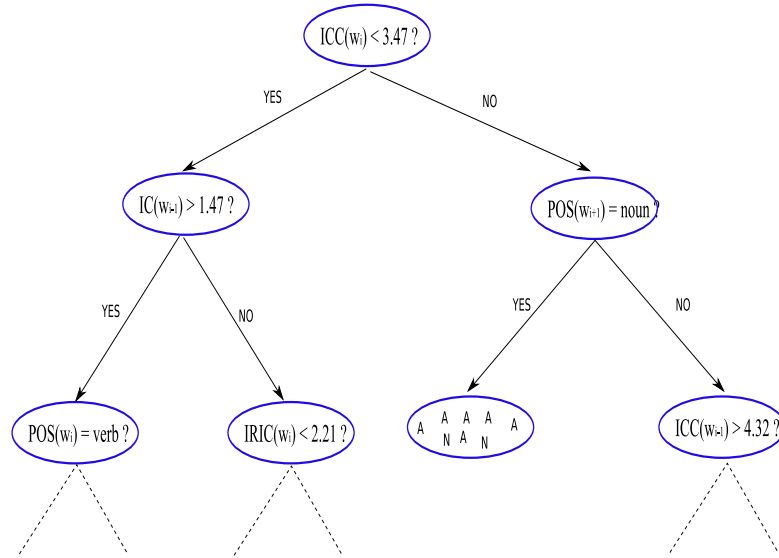 ICC(wi) < 3.47 ?
YES
NO
IC(wi-1) > 1.47 ?
POS(wi+1) = noun ?
YES
NO
YES
NO
POS(wi) = verb ?
IRIC(wi) < 2.21 ?
A A A A A
N A N
ICC(wi-1) > 4.32 ?